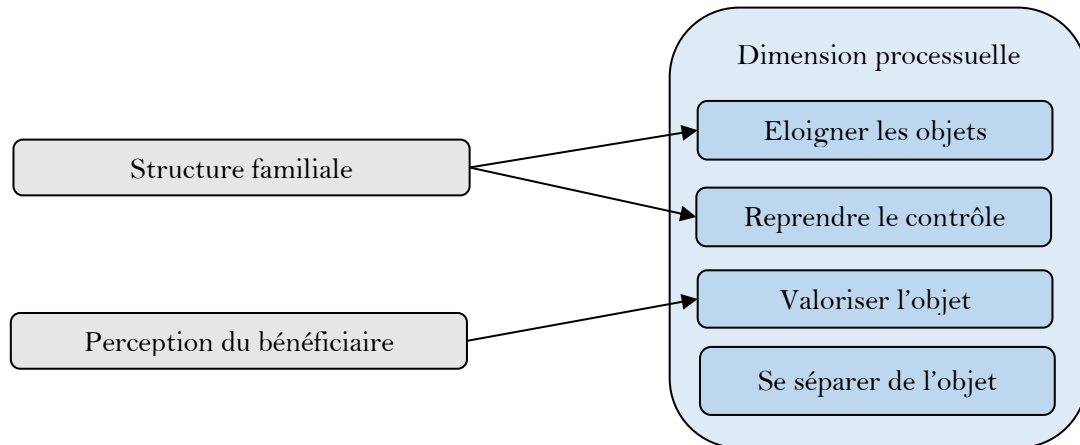 Dimension processuelle
Eloigner les objets
Structure familiale
Reprendre le contrôle
Valoriser l’objet
Perception du bénéficiaire
Se séparer de l’objet